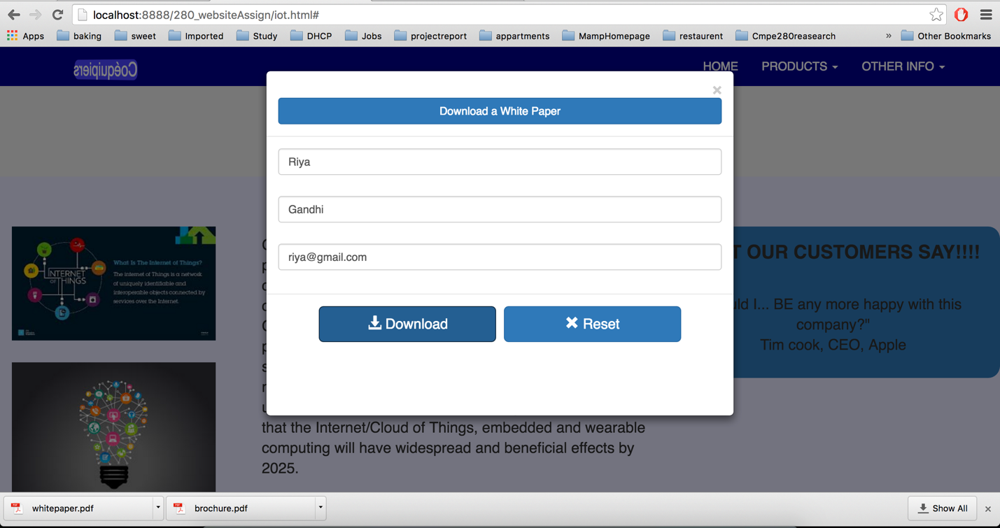 localhost:8888/280_websiteAssign/iot.html#
Apps baking sweet Imported Study DHCP Jobs projectreport appartments MampHomepage restaurent Cmpe280reasearch » Other Bookmarks
Coéquipiers
HOME PRODUCTS OTHER INFO
×
Download a White Paper
Riya
Gandhi
riya@gmail.com
Download Reset
INTERNET
OF THINGS
What Is The Internet of Things?
The internet of Things is a network
of uniquely identifiable and
interoperable objects connected by
services over the Internet.
T OUR CUSTOMERS SAY!!!!
uld I... BE any more happy with this
company?"
Tim cook, CEO, Apple
that the Internet/Cloud of Things, embedded and wearable
computing will have widespread and beneficial effects by
2025.
whitepaper.pdf brochure.pdf Show All ×